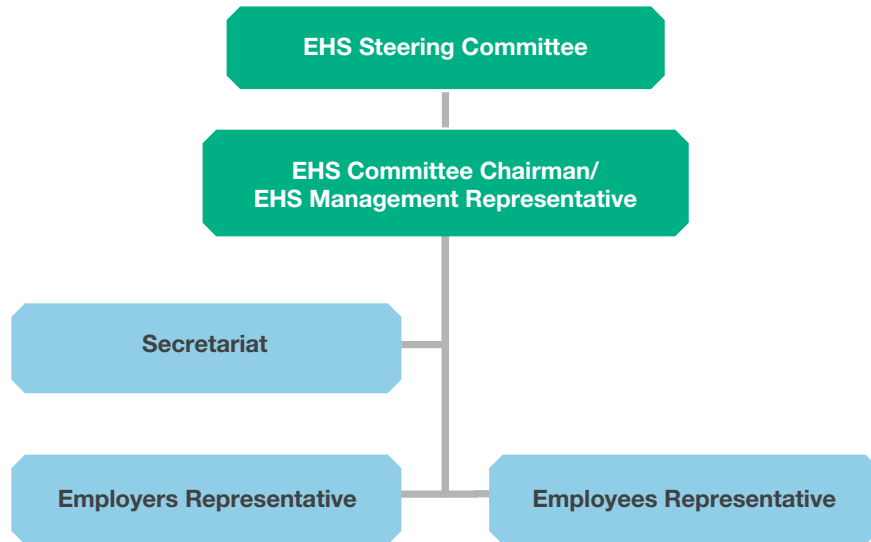 EHS Steering Committee
EHS Committee Chairman/
EHS Management Representative
Secretariat
Employers Representative
Employees Representative